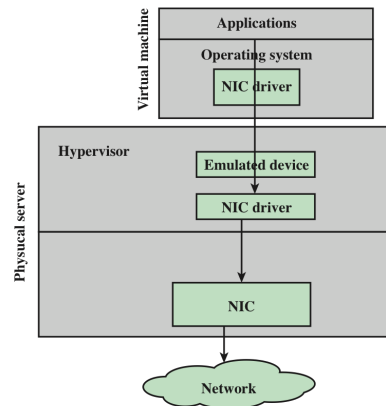 Virtual machine
Applications
Operating system
NIC driver
Physucal server
Hypervisor
Emulated device
NIC driver
NIC
Network